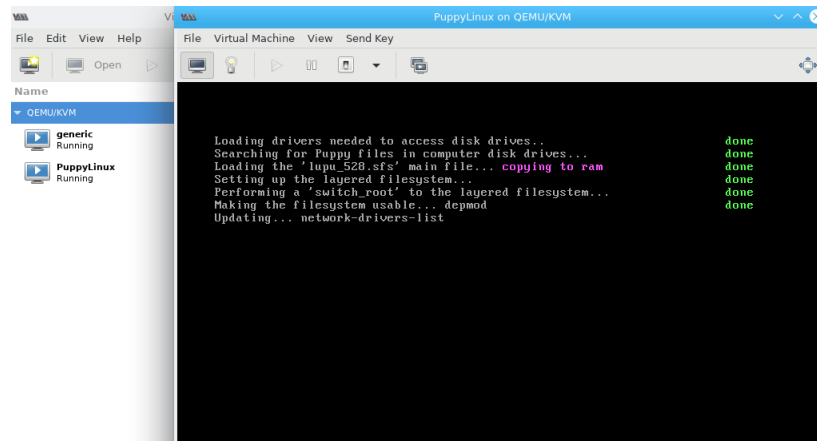 Vi
File Edit View Help
Open
Name
QEMU/KVM
generic
Running
PuppyLinux
Running
PuppyLinux on QEMU/KVM
File Virtual Machine View Send Key
Loading drivers needed to access disk drives.. done
Searching for Puppy files in computer disk drives... done
Loading the 'lupu_528.sfs' main file... copying to ram done
Setting up the layered filesystem... done
Performing a 'switch_root' to the layered filesystem... done
Making the filesystem usable... depmod done
Updating... network-drivers-list